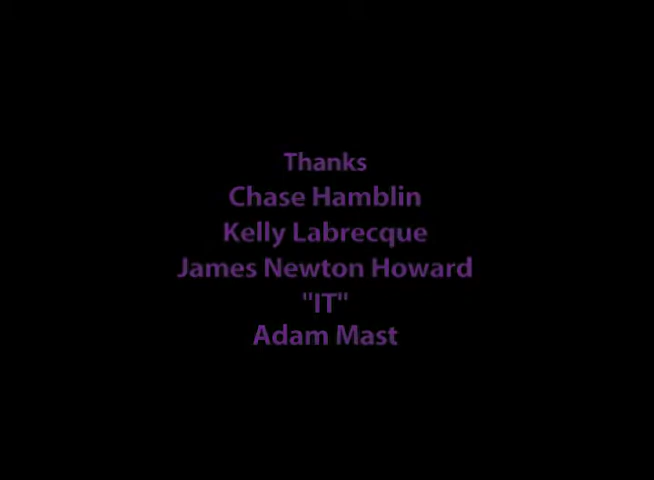 Thanks
Chase Hamblin
Kelly Labrecque
James Newton Howard
"IT"
Adam Mast